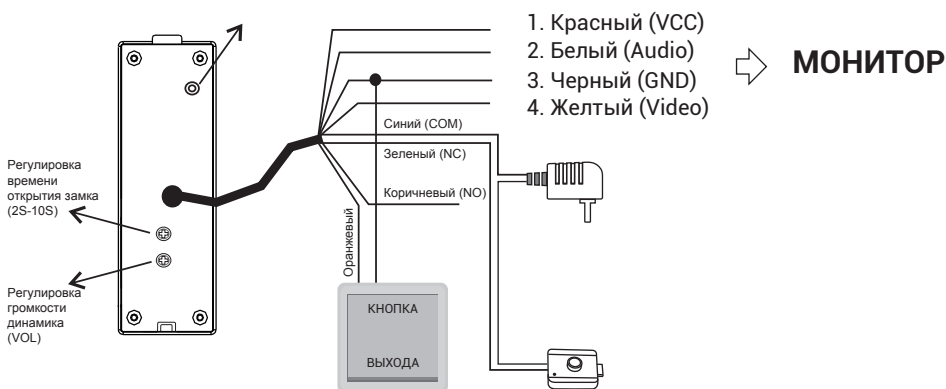 1. Красный (VCC)
2. Белый (Audio)
3. Черный (GND)
4. Желтый (Video)
МОНИТОР
Синий (COM)
Зеленый (NC)
Коричневый (NO)
Оранжевый
Регулировка
времени
открытия замка
(2S-10S)
Регулировка
громкости
динамика
(VOL)
КНОПКА
ВЫХОДА